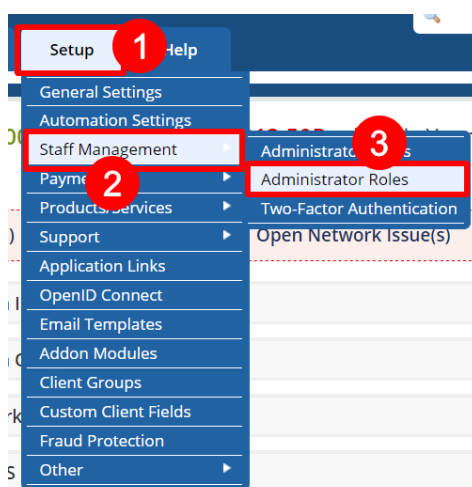 Setup 1 Help
General Settings
Automation Settings
Staff Management
2
Products/Services
Support
Application Links
OpenID Connect
Email Templates
Addon Modules
Client Groups
Custom Client Fields
Fraud Protection
Other
3
Administrator Roles
Two-Factor Authentication
Open Network Issue(s)